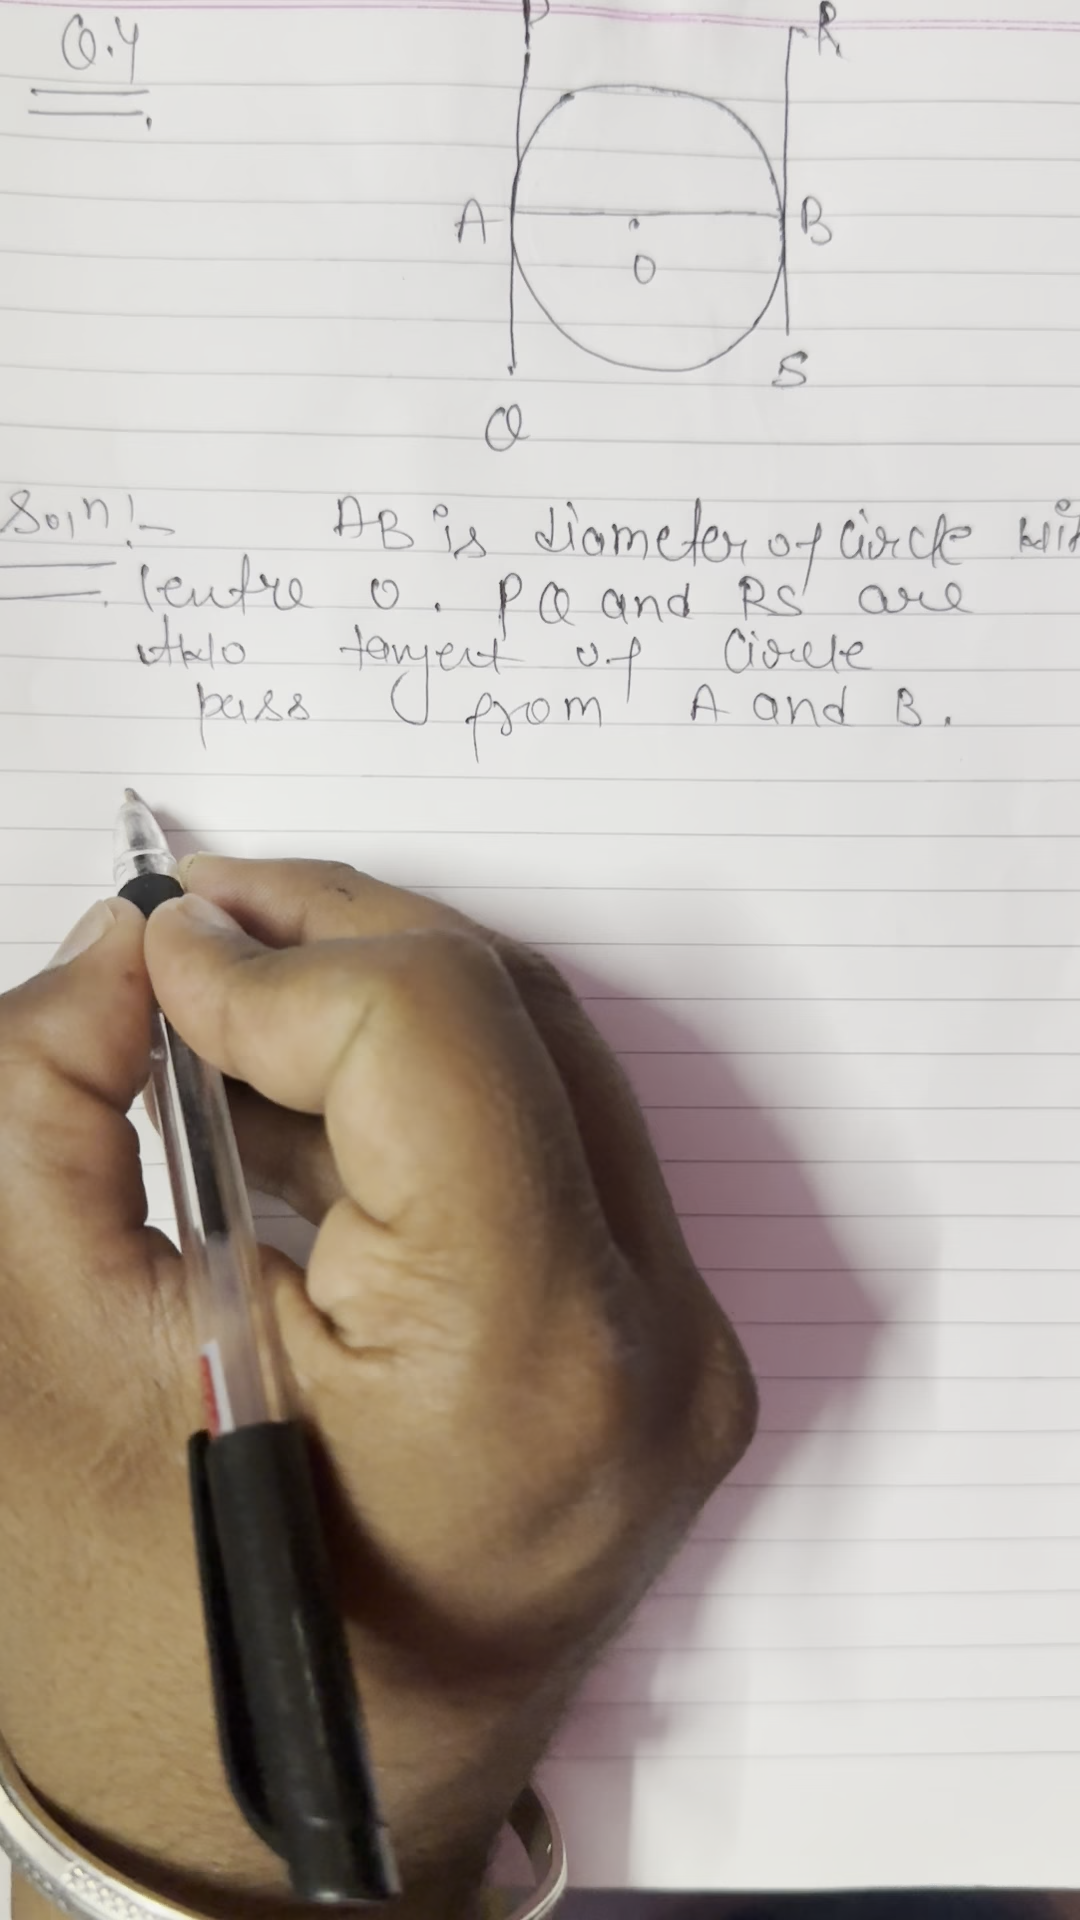 Q.4
P
R
A
B
O
S
Q
Soln:-
AB is diameter of circle wit
centre O. PQ and RS are
two tangent of circle
pass from A and B.